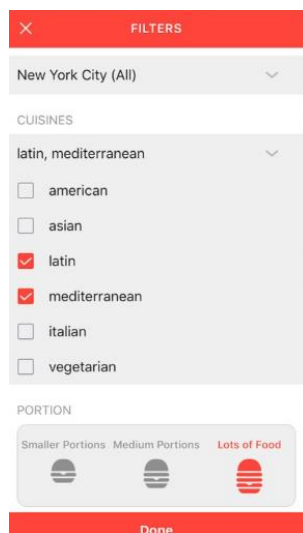 FILTERS
New York City (All)
CUISINES
latin, mediterranean
american
asian
latin
mediterranean
italian
vegetarian
PORTION
Smaller Portions Medium Portions Lots of Food
Done